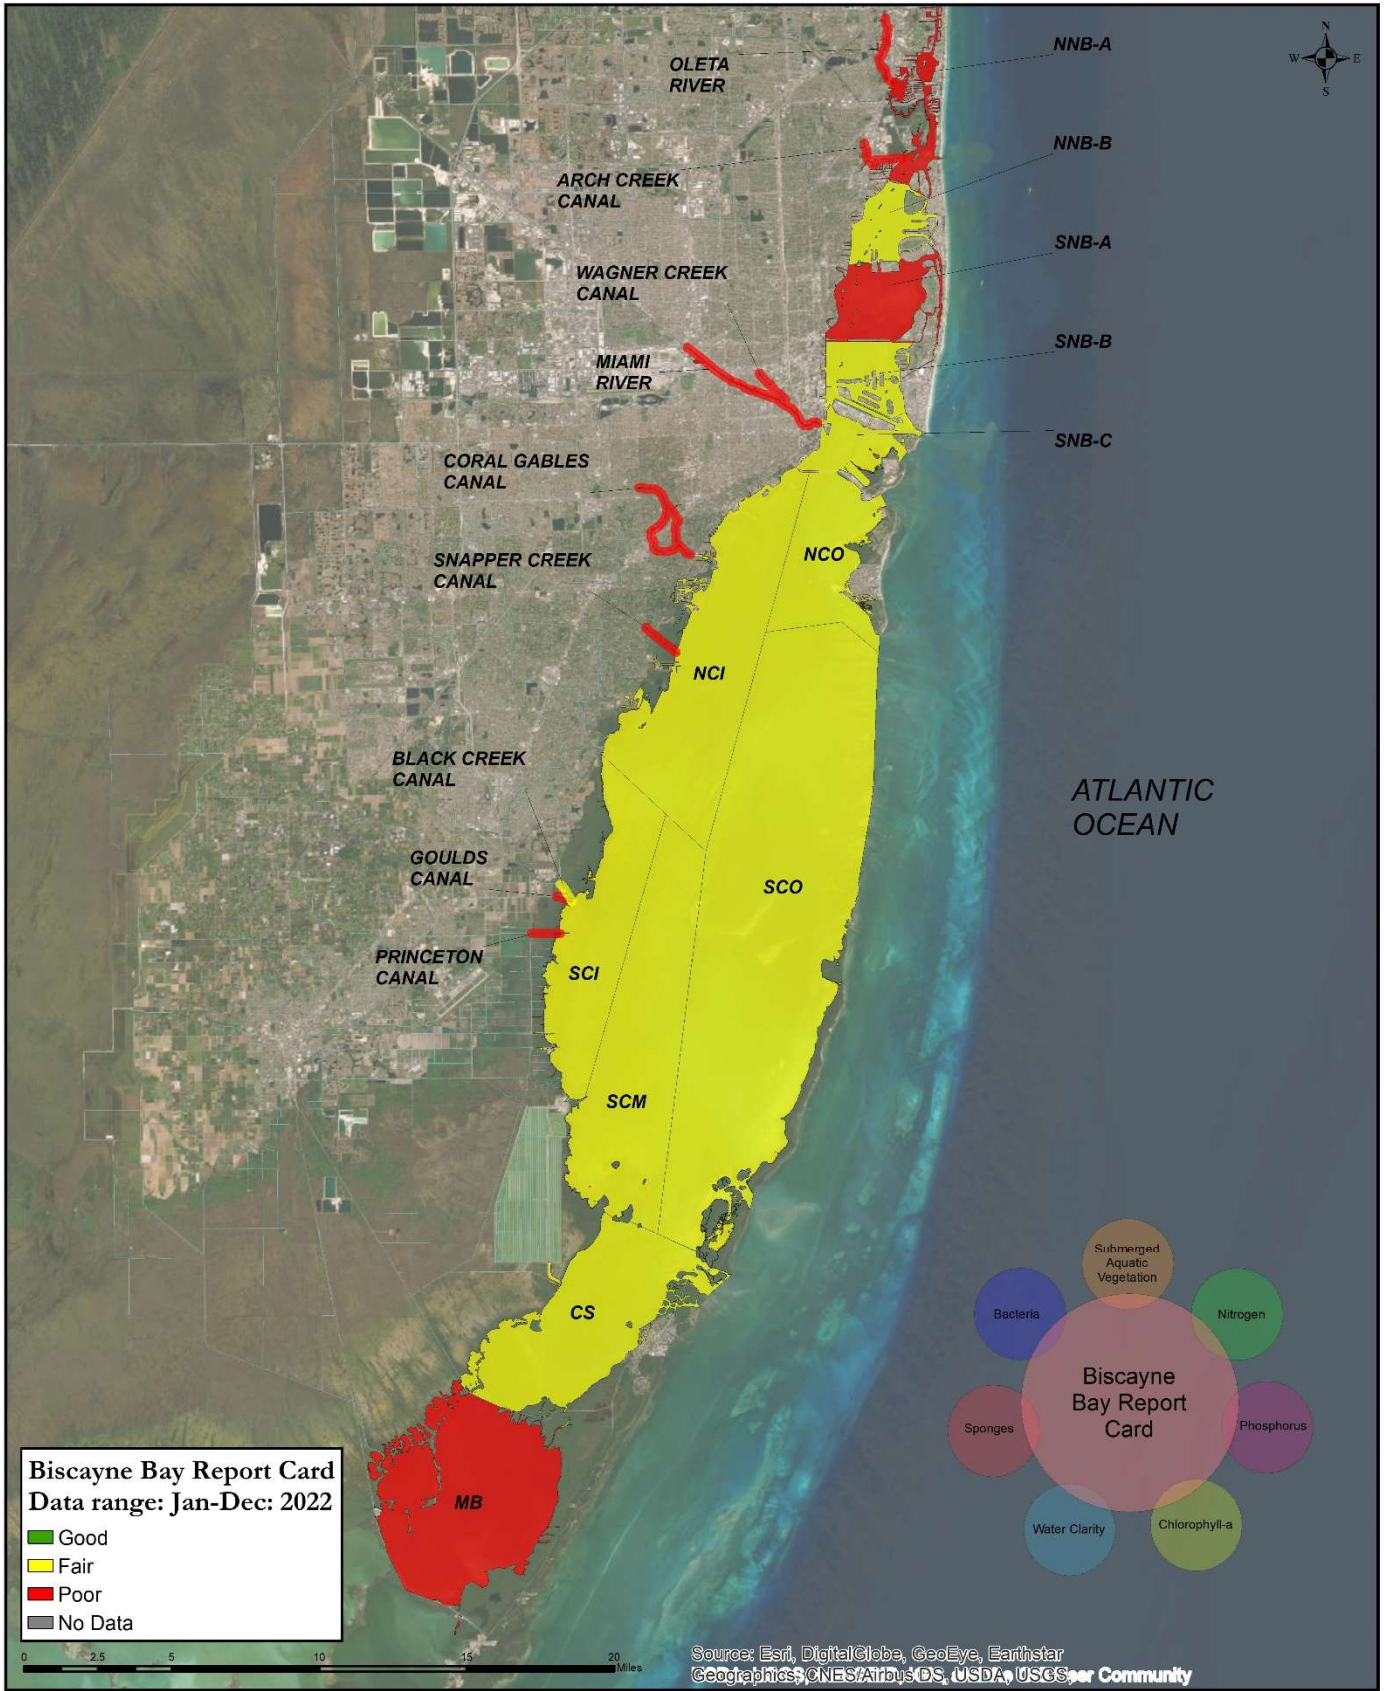 N
W
E
S
OLETA
RIVER
NNB-A
NNB-B
ARCH CREEK
CANAL
SNB-A
WAGNER CREEK
CANAL
SNB-B
MIAMI
RIVER
SNB-C
CORAL GABLES
CANAL
NCO
SNAPPER CREEK
CANAL
NCI
BLACK CREEK
CANAL
ATLANTIC
OCEAN
GOULDS
CANAL
SCO
PRINCETON
CANAL
SCI
SCM
CS
MB
Submerged
Aquatic
Vegetation
Bacteria
Nitrogen
Biscayne
Bay Report
Card
Sponges
Phosphorus
Water Clarity
Chlorophyll-a
Biscayne Bay Report Card
Data range: Jan-Dec: 2022
Good
Fair
Poor
No Data
0 2.5 5 10 15 20
Miles
Source: Esri, DigitalGlobe, GeoEye, Earthstar
Geographics, CNES/Airbus DS, USDA, USGS, er Community